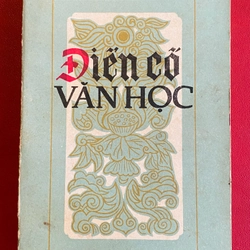 Điển cố
VĂN HỌC